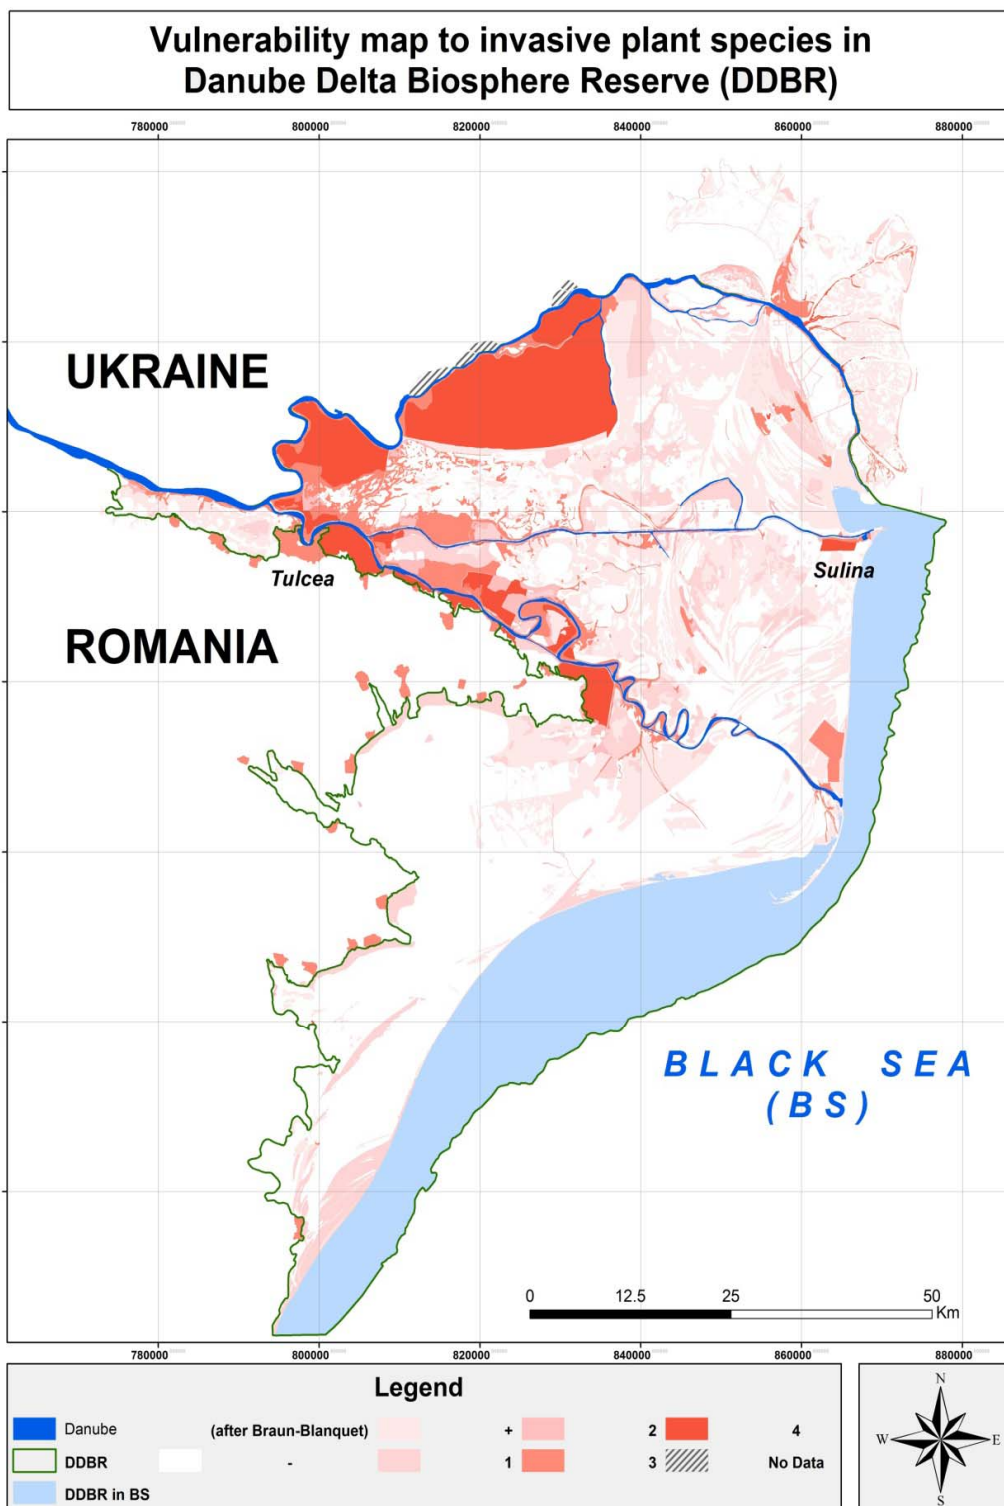 Vulnerability map to invasive plant species in
Danube Delta Biosphere Reserve (DDBR)
780000 800000 820000 840000 860000 880000
UKRAINE
Tulcea
Sulina
ROMANIA
BLACK SEA
(BS)
0 12.5 25 50
Km
780000 800000 820000 840000 860000 880000
Legend
Danube (after Braun-Blanquet) + 2 4
DDBR - 1 3 No Data
DDBR in BS
N
W E
S